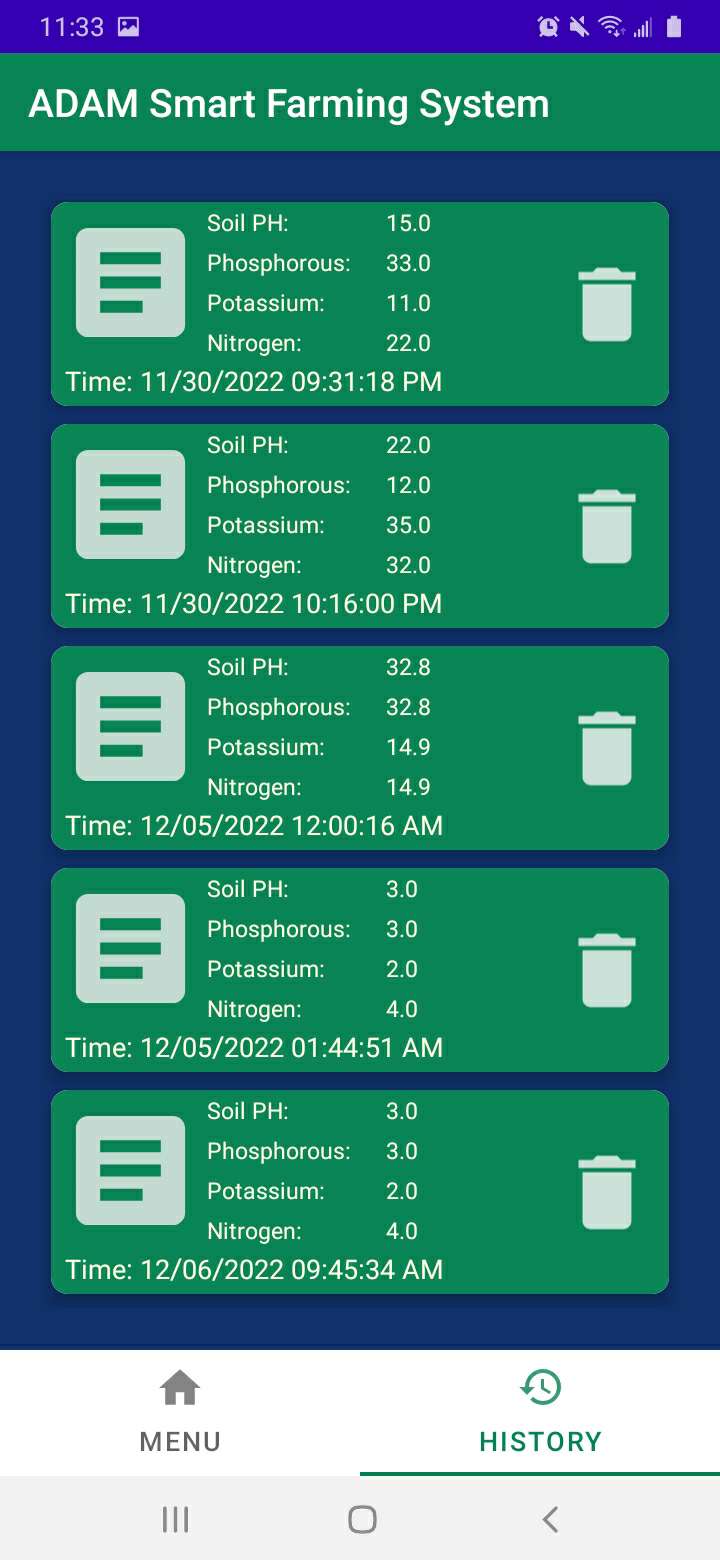 11:33
ADAM Smart Farming System
Soil PH: 15.0
Phosphorous: 33.0
Potassium: 11.0
Nitrogen: 22.0
Time: 11/30/2022 09:31:18 PM
Soil PH: 22.0
Phosphorous: 12.0
Potassium: 35.0
Nitrogen: 32.0
Time: 11/30/2022 10:16:00 PM
Soil PH: 32.8
Phosphorous: 32.8
Potassium: 14.9
Nitrogen: 14.9
Time: 12/05/2022 12:00:16 AM
Soil PH: 3.0
Phosphorous: 3.0
Potassium: 2.0
Nitrogen: 4.0
Time: 12/05/2022 01:44:51 AM
Soil PH: 3.0
Phosphorous: 3.0
Potassium: 2.0
Nitrogen: 4.0
Time: 12/06/2022 09:45:34 AM
MENU HISTORY